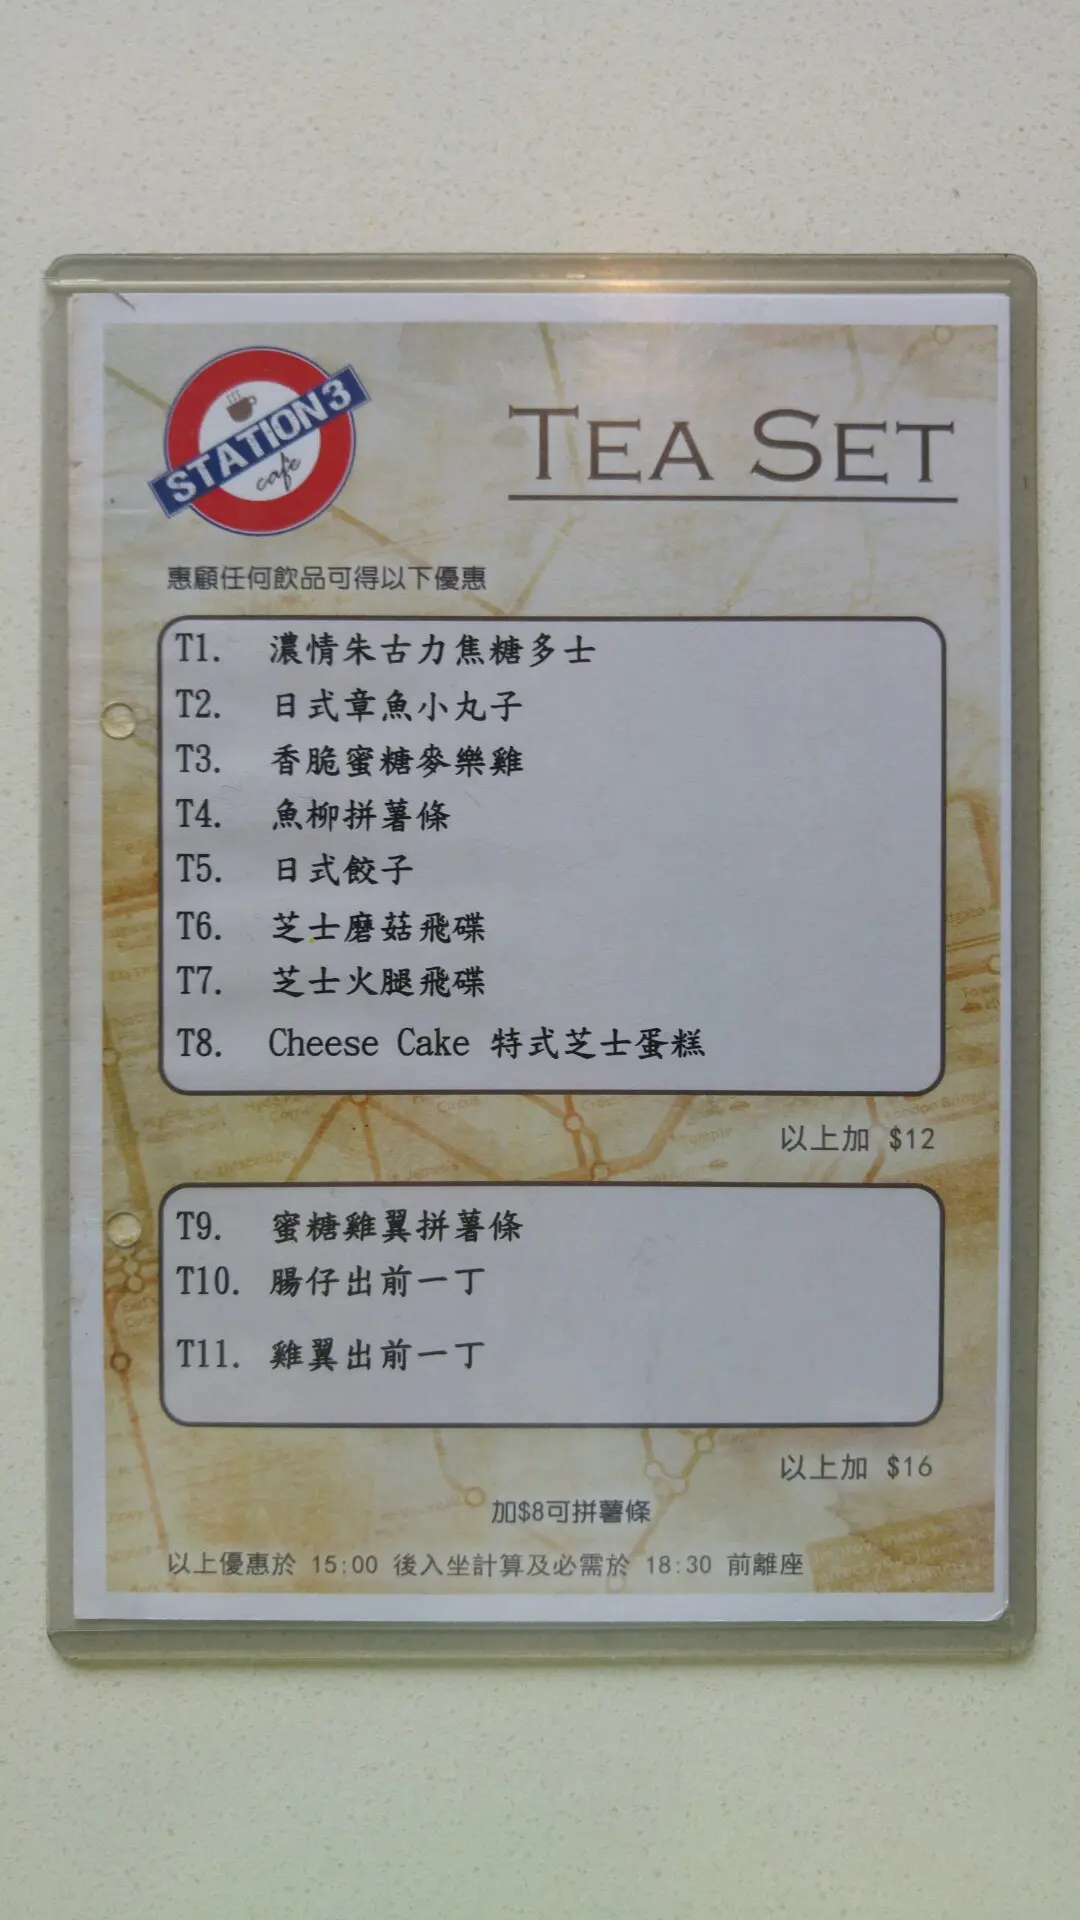 STATION3
cafe
TEA SET
惠顧任何飲品可得以下優惠
T1. 濃情朱古力焦糖多士
T2. 日式章魚小丸子
T3. 香脆蜜糖麥樂雞
T4. 魚柳拼薯條
T5. 日式餃子
T6. 芝士磨菇飛碟
T7. 芝士火腿飛碟
T8. Cheese Cake 特式芝士蛋糕
以上加 $12
T9. 蜜糖雞翼拼薯條
T10. 腸仔出前一丁
T11. 雞翼出前一丁
以上加 $16
加$8可拼薯條
以上優惠於 15:00 後入坐計算及必需於 18:30 前離座